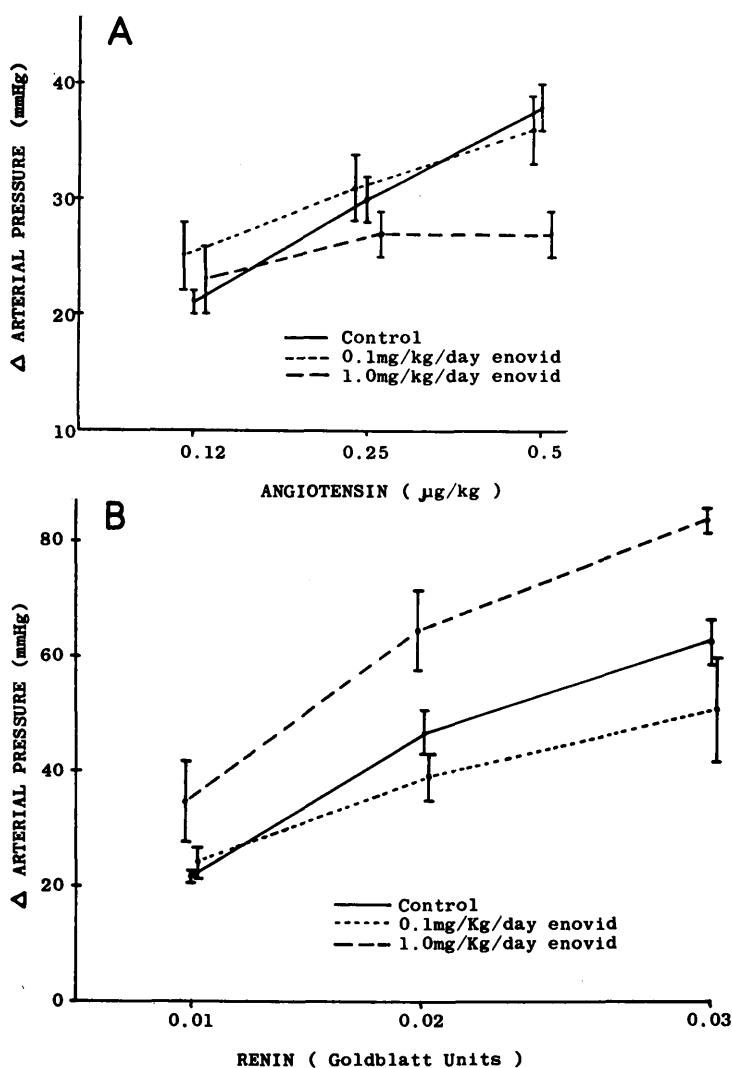 A
Δ ARTERIAL PRESSURE (mmHg)
40
30
20
10
Control
0.1mg/kg/day enovid
1.0mg/kg/day enovid
0.12 0.25 0.5
ANGIOTENSIN ( µg/kg )
B
Δ ARTERIAL PRESSURE (mmHg)
80
60
40
20
0
Control
0.1mg/Kg/day enovid
1.0mg/Kg/day enovid
0.01 0.02 0.03
RENIN ( Goldblatt Units )